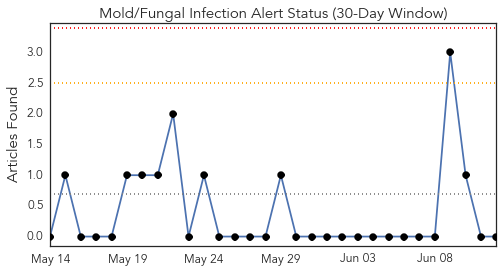 Mold/Fungal Infection Alert Status (30-Day Window)
Articles Found
3.0
2.5
2.0
1.5
1.0
0.5
0.0
May 14 May 19 May 24 May 29 Jun 03 Jun 08